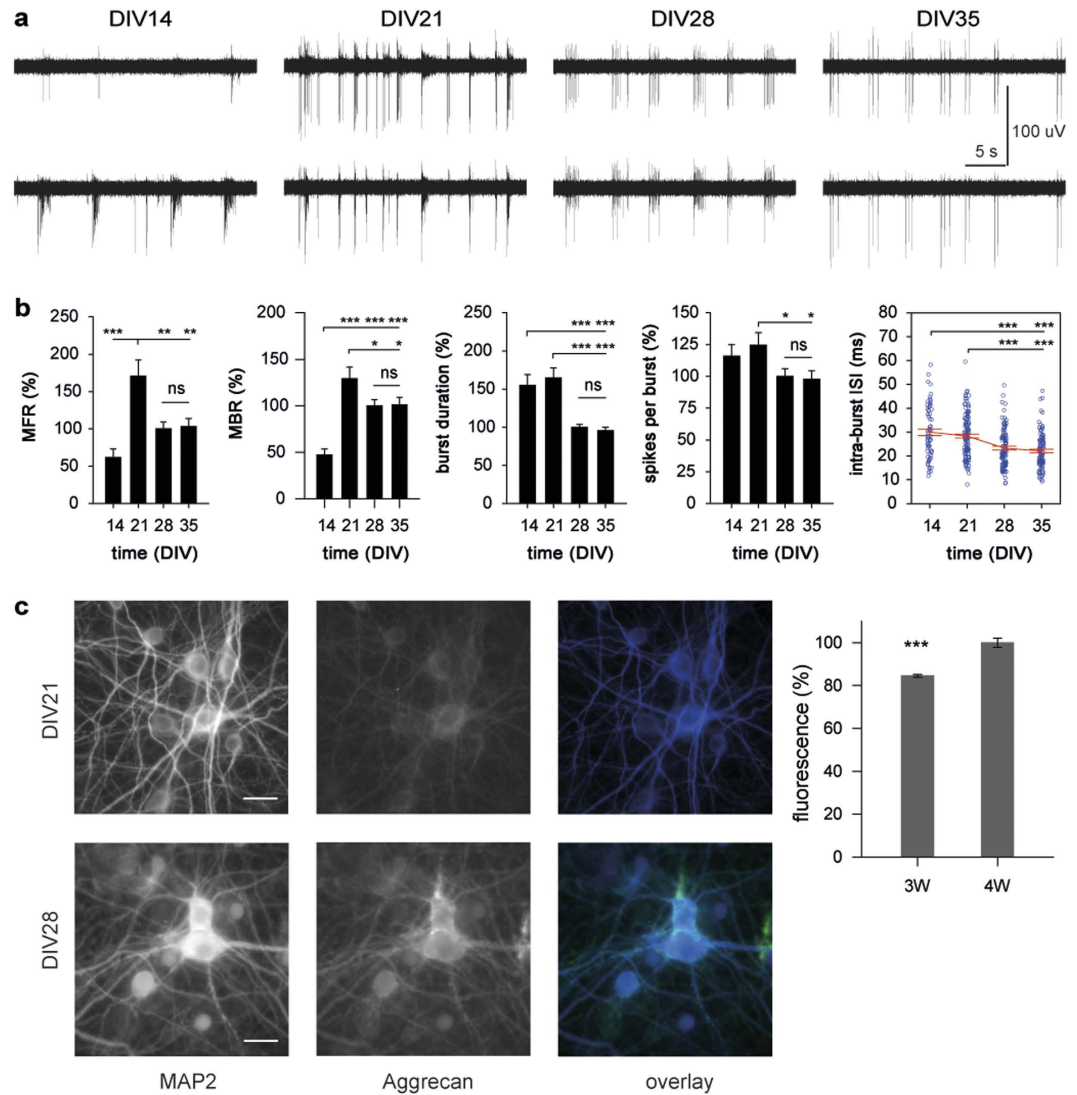 a
DIV14 DIV21 DIV28 DIV35
100 uV
5 s
b
250
200
150
100
50
0
MFR (%)
*** ** **
ns
14 21 28 35
time (DIV)
200
150
100
50
0
MBR (%)
*** *** ***
* *
ns
14 21 28 35
time (DIV)
250
200
150
100
50
0
burst duration (%)
*** ***
*** ***
ns
14 21 28 35
time (DIV)
150
125
100
75
50
25
0
spikes per burst (%)
* *
ns
14 21 28 35
time (DIV)
80
70
60
50
40
30
20
10
0
intra-burst ISI (ms)
*** ***
*** ***
14 21 28 35
time (DIV)
c
DIV21
DIV28
MAP2 Aggrecan overlay
100
80
60
40
20
0
fluorescence (%)
***
3W 4W